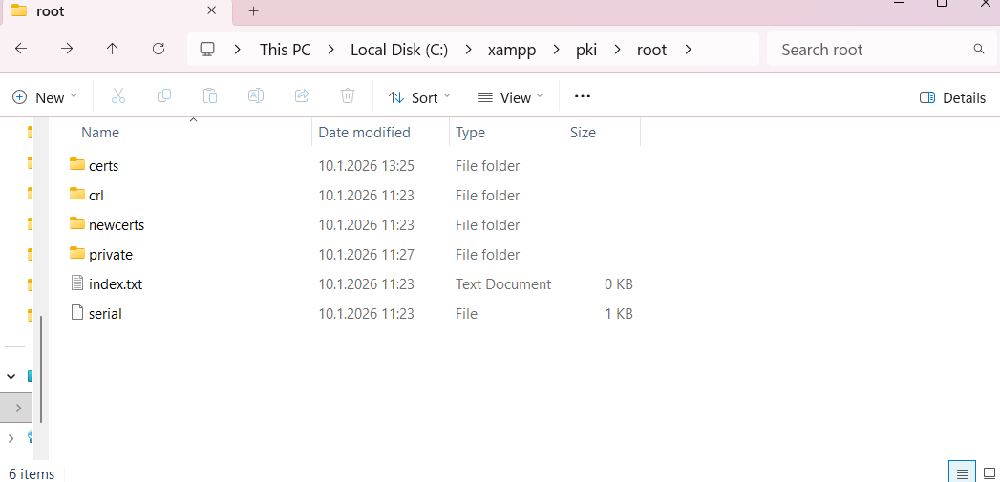 root
This PC > Local Disk (C:) > xampp > pki > root >
Search root
New
Sort
View
Details
Name Date modified Type Size
certs 10.1.2026 13:25 File folder
crl 10.1.2026 11:23 File folder
newcerts 10.1.2026 11:23 File folder
private 10.1.2026 11:27 File folder
index.txt 10.1.2026 11:23 Text Document 0 KB
serial 10.1.2026 11:23 File 1 KB
6 items